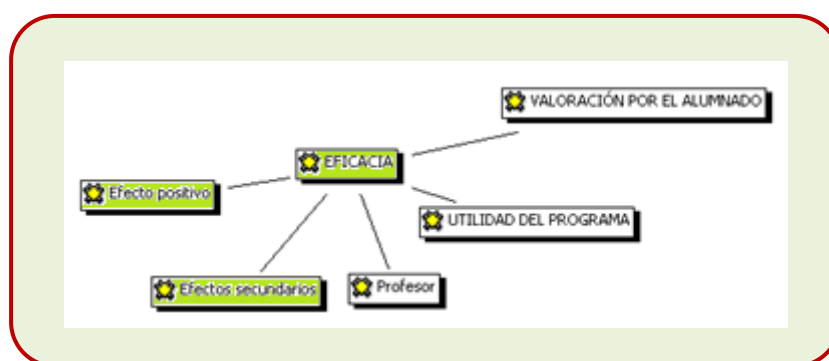 VALORACIÓN POR EL ALUMNADO
EFICACIA
Efecto positivo
UTILIDAD DEL PROGRAMA
Efectos secundarios
Profesor